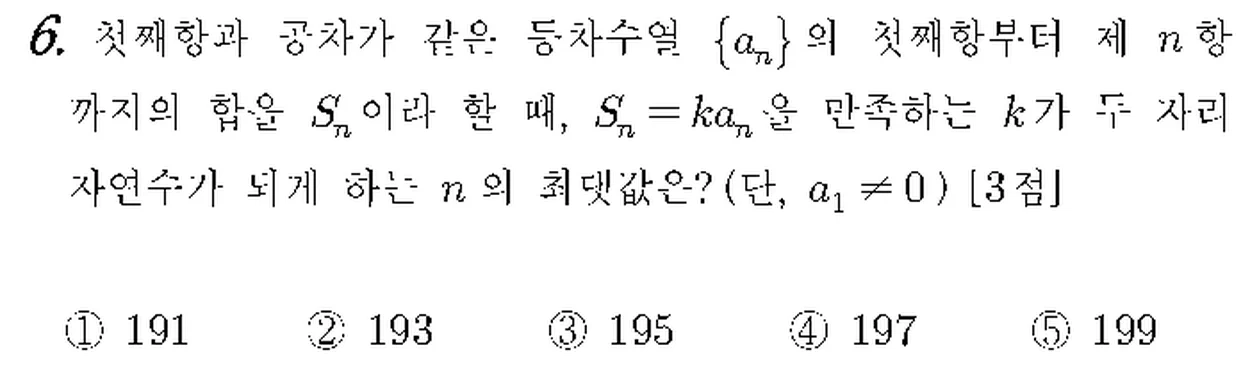 6. 첫째항과 공차가 같은 등차수열 {aₙ}의 첫째항부터 제 n항
까지의 합을 Sₙ이라 할 때, Sₙ = kaₙ을 만족하는 k가 두 자리
자연수가 되게 하는 n의 최댓값은? (단, a₁ ≠ 0) [3점]
① 191 ② 193 ③ 195 ④ 197 ⑤ 199